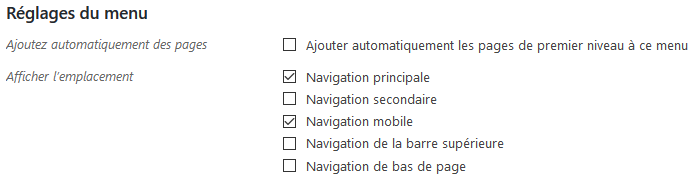 Réglages du menu
Ajoutez automatiquement des pages
Ajouter automatiquement les pages de premier niveau à ce menu
Afficher l'emplacement
Navigation principale
Navigation secondaire
Navigation mobile
Navigation de la barre supérieure
Navigation de bas de page